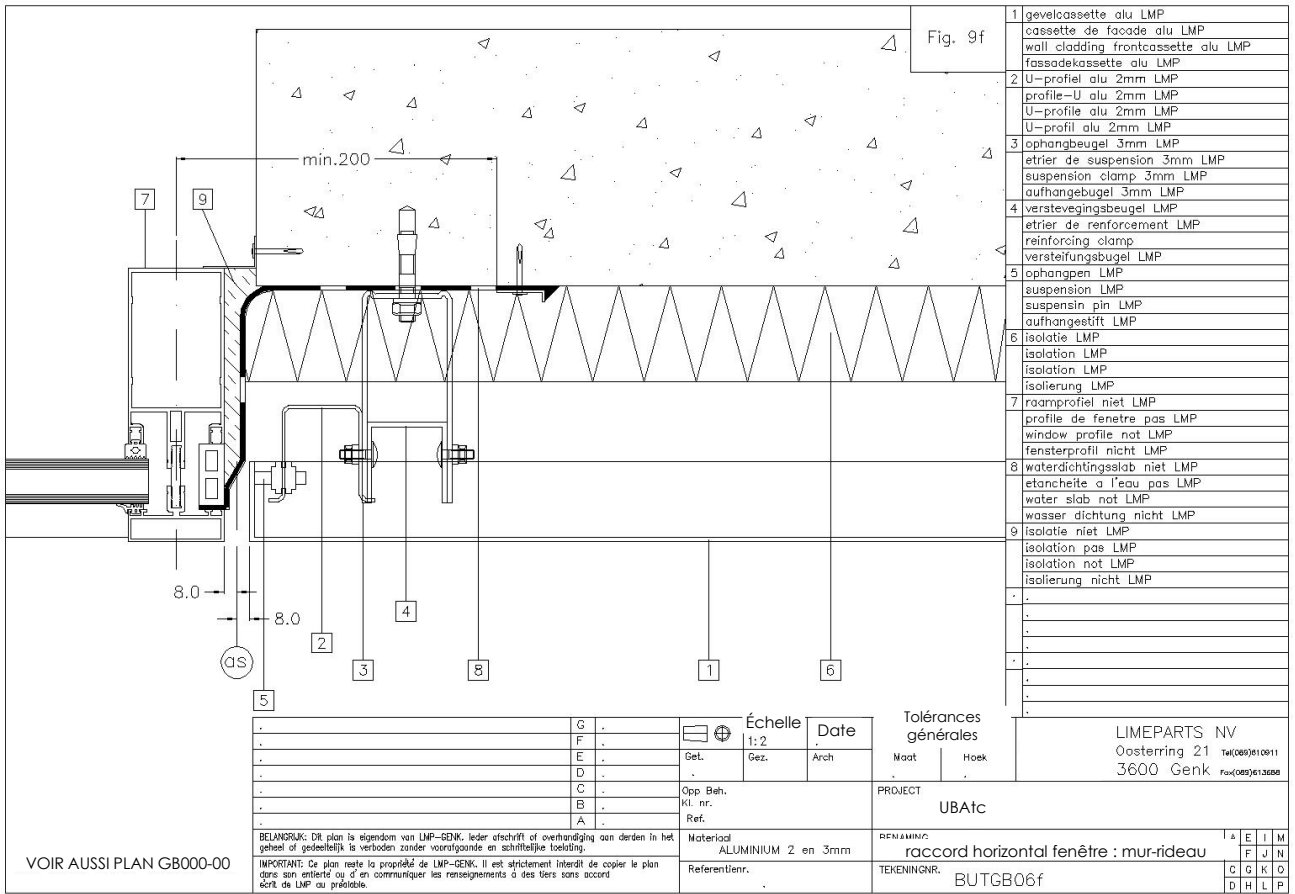 Fig. 9f
min.200
7
9
8.0
8.0
as
5
2
3
4
8
1
6
1 gevelcassette alu LMP
cassette de facade alu LMP
wall cladding frontcassette alu LMP
fassadekassette alu LMP
2 U-profiel alu 2mm LMP
profile-U alu 2mm LMP
U-profile alu 2mm LMP
U-profil alu 2mm LMP
3 ophangbeugel 3mm LMP
etrier de suspension 3mm LMP
suspension clamp 3mm LMP
aufhangebugel 3mm LMP
4 verstevegingsbeugel LMP
etrier de renforcement LMP
reinforcing clamp
versteifungsbugel LMP
5 ophangpen LMP
suspension LMP
suspensin pin LMP
aufhangestift LMP
6 isolatie LMP
isolation LMP
isolation LMP
isolierung LMP
7 raamprofiel niet LMP
profile de fenetre pas LMP
window profile not LMP
fensterprofil nicht LMP
8 waterdichtingsslab niet LMP
etancheite a l'eau pas LMP
water slab not LMP
wasser dichtung nicht LMP
9 isolatie niet LMP
isolation pas LMP
isolation not LMP
isolierung nicht LMP
G
F
E
D
C
B
A
Échelle
1:2
Date
Tolérances
générales
Get.
Gez.
Arch
Maat
Hoek
LIMEPARTS NV
Oosterring 21 Tel(089)610911
3600 Genk Fax(089)613688
Opp Beh.
Kl. nr.
Ref.
PROJECT
UBAtc
BELANGRIJK: Dit plan is eigendom van LMP-GENK. Ieder afschrift of overhandiging aan derden in het
geheel of gedeeltelijk is verboden zander voorafgaande en schriftelijke toelating.
IMPORTANT: Ce plan reste la propriété de LMP-GENK. Il est strictement interdit de copier le plan
dans son entierté ou d'en communiquer les renseignements à des tiers sans accord
écrit de LMP au préalable.
Materiaal
ALUMINIUM 2 en 3mm
BENAMING
raccord horizontal fenêtre : mur-rideau
Referentienr.
TEKENINGNR.
BUTGB06f
A E I M
F J N
C G K O
D H L P
VOIR AUSSI PLAN GB000-00